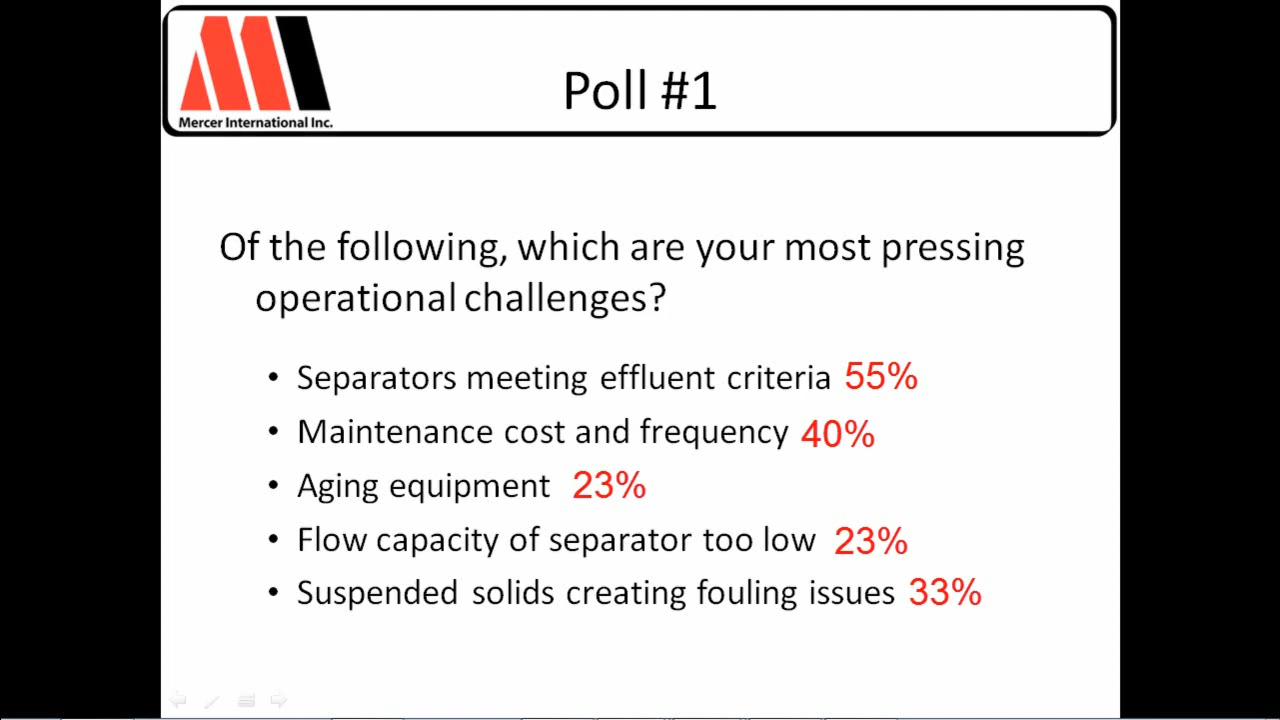 Mercer International Inc.
Poll #1
Of the following, which are your most pressing
operational challenges?
• Separators meeting effluent criteria 55%
• Maintenance cost and frequency 40%
• Aging equipment 23%
• Flow capacity of separator too low 23%
• Suspended solids creating fouling issues 33%